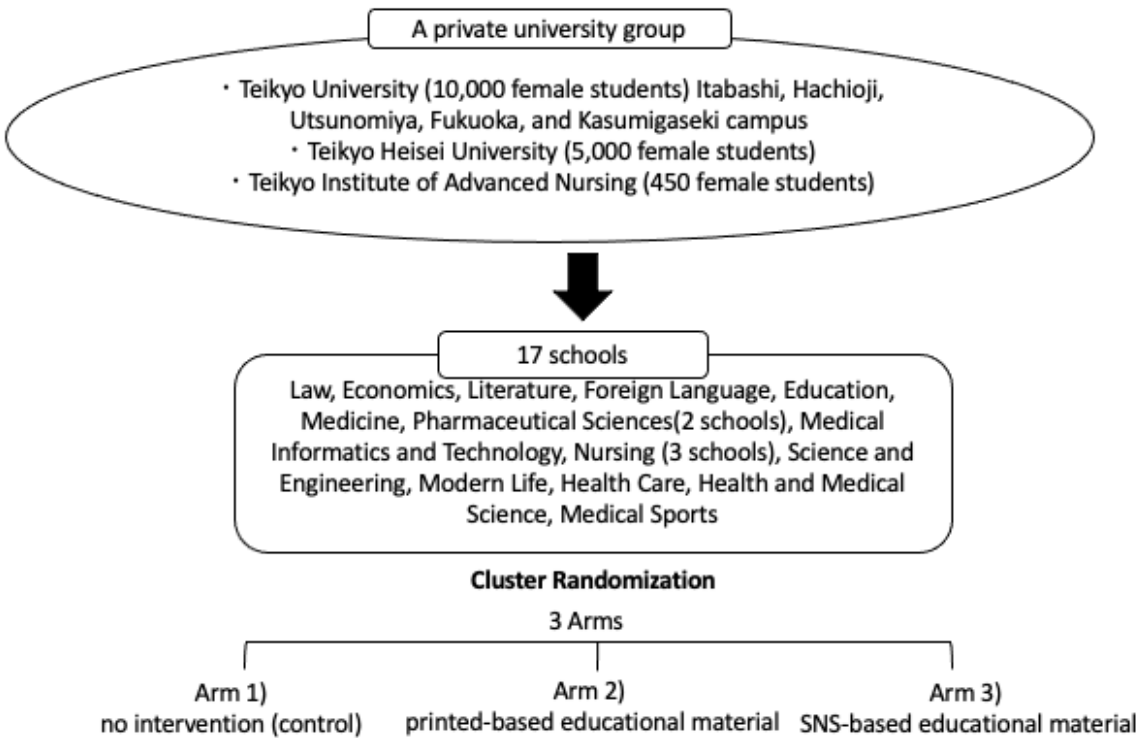 A private university group
・Teikyo University (10,000 female students) Itabashi, Hachioji,
Utsunomiya, Fukuoka, and Kasumigaseki campus
・Teikyo Heisei University (5,000 female students)
・Teikyo Institute of Advanced Nursing (450 female students)
17 schools
Law, Economics, Literature, Foreign Language, Education,
Medicine, Pharmaceutical Sciences(2 schools), Medical
Informatics and Technology, Nursing (3 schools), Science and
Engineering, Modern Life, Health Care, Health and Medical
Science, Medical Sports
Cluster Randomization
3 Arms
Arm 1)
no intervention (control)
Arm 2)
printed-based educational material
Arm 3)
SNS-based educational material